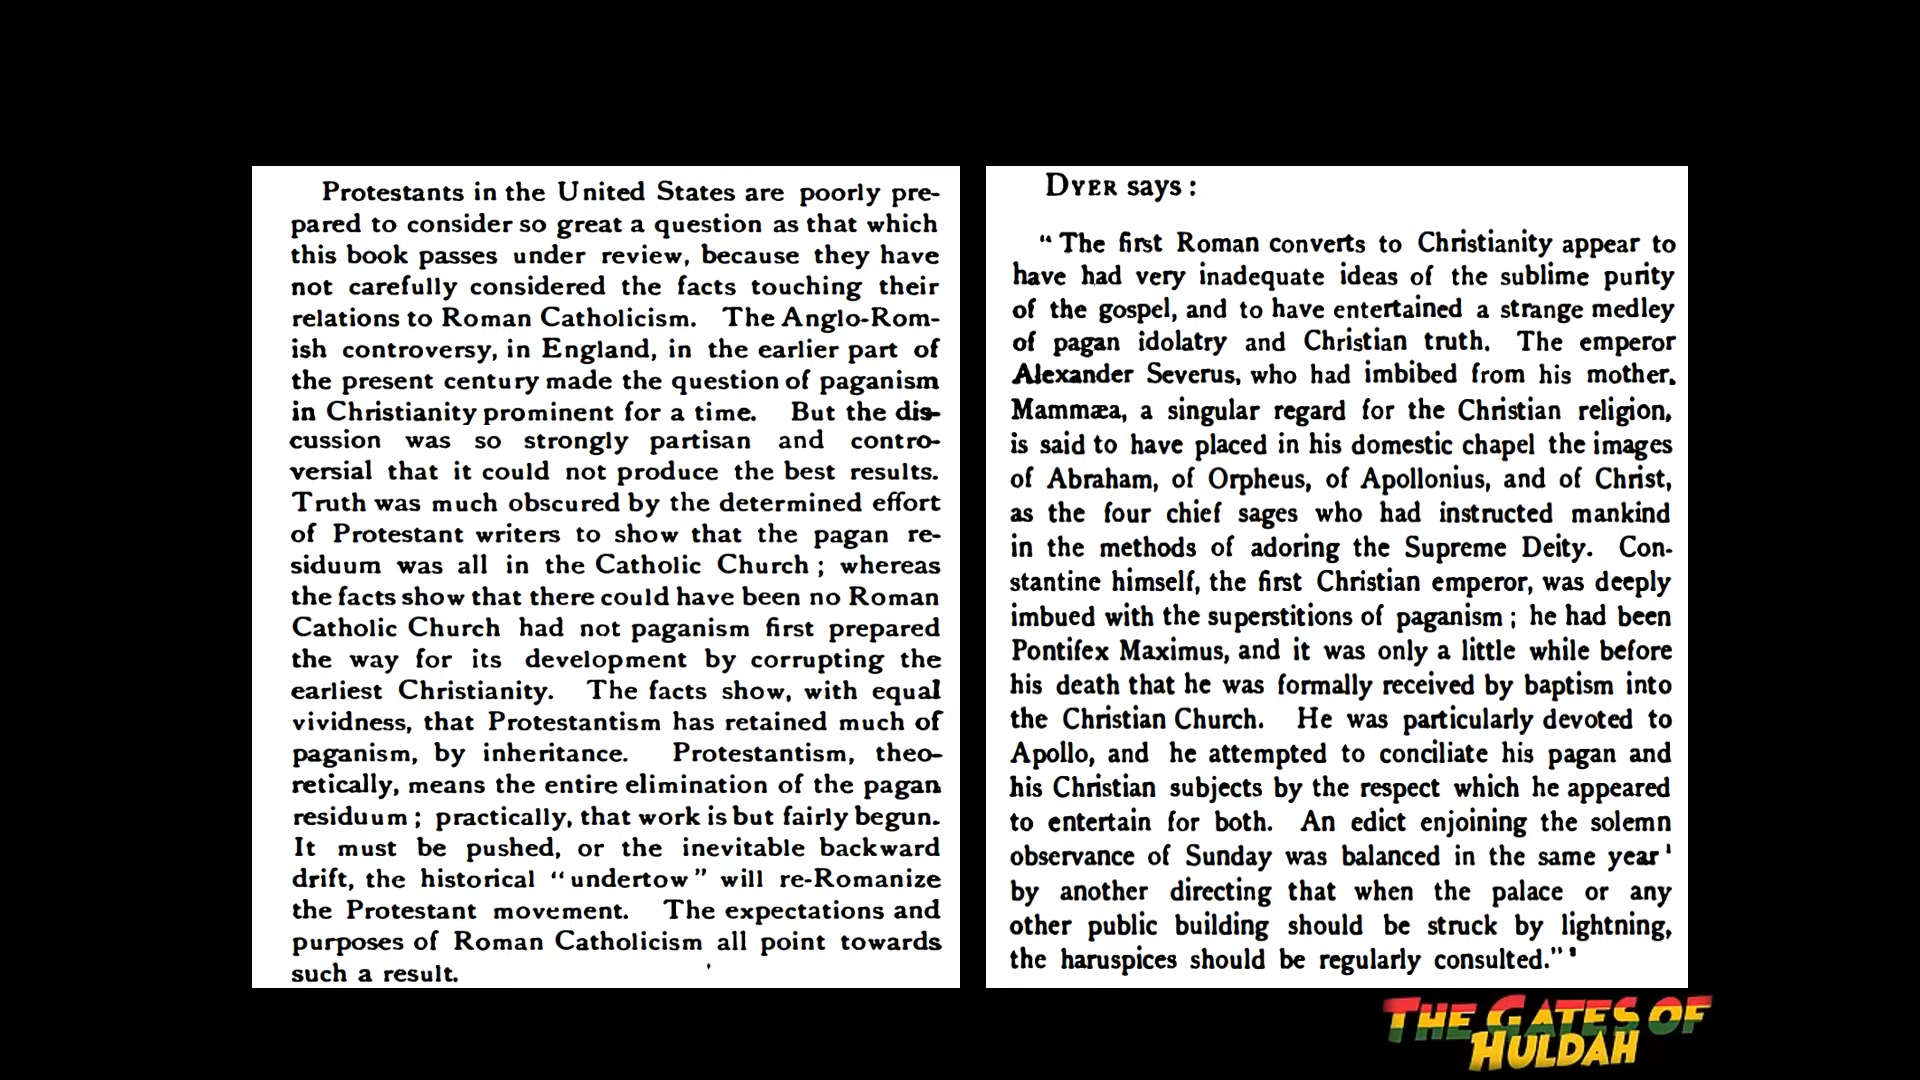 Protestants in the United States are poorly pre-
pared to consider so great a question as that which
this book passes under review, because they have
not carefully considered the facts touching their
relations to Roman Catholicism. The Anglo-Rom-
ish controversy, in England, in the earlier part of
the present century made the question of paganism
in Christianity prominent for a time. But the dis-
cussion was so strongly partisan and contro-
versial that it could not produce the best results.
Truth was much obscured by the determined effort
of Protestant writers to show that the pagan re-
siduum was all in the Catholic Church; whereas
the facts show that there could have been no Roman
Catholic Church had not paganism first prepared
the way for its development by corrupting the
earliest Christianity. The facts show, with equal
vividness, that Protestantism has retained much of
paganism, by inheritance. Protestantism, theo-
retically, means the entire elimination of the pagan
residuum; practically, that work is but fairly begun.
It must be pushed, or the inevitable backward
drift, the historical "undertow" will re-Romanize
the Protestant movement. The expectations and
purposes of Roman Catholicism all point towards
such a result.
DYER says:
"The first Roman converts to Christianity appear to
have had very inadequate ideas of the sublime purity
of the gospel, and to have entertained a strange medley
of pagan idolatry and Christian truth. The emperor
Alexander Severus, who had imbibed from his mother,
Mammæa, a singular regard for the Christian religion,
is said to have placed in his domestic chapel the images
of Abraham, of Orpheus, of Apollonius, and of Christ,
as the four chief sages who had instructed mankind
in the methods of adoring the Supreme Deity. Con-
stantine himself, the first Christian emperor, was deeply
imbued with the superstitions of paganism; he had been
Pontifex Maximus, and it was only a little while before
his death that he was formally received by baptism into
the Christian Church. He was particularly devoted to
Apollo, and he attempted to conciliate his pagan and
his Christian subjects by the respect which he appeared
to entertain for both. An edict enjoining the solemn
observance of Sunday was balanced in the same year¹
by another directing that when the palace or any
other public building should be struck by lightning,
the haruspices should be regularly consulted."¹
THE GATES OF
HULDAH